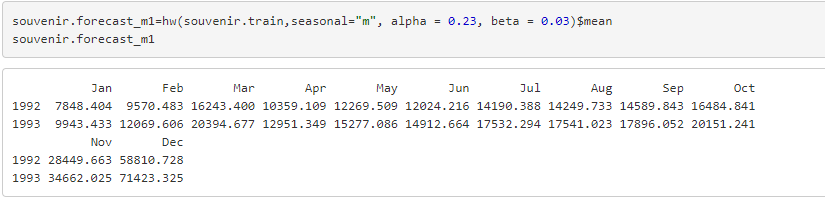 souvenir.forecast_m1=hw(souvenir.train,seasonal="m", alpha = 0.23, beta = 0.03)$mean
souvenir.forecast_m1
Jan Feb Mar Apr May Jun Jul Aug Sep Oct
1992 7848.404 9570.483 16243.400 10359.109 12269.509 12024.216 14190.388 14249.733 14589.843 16484.841
1993 9943.433 12069.606 20394.677 12951.349 15277.086 14912.664 17532.294 17541.023 17896.052 20151.241
Nov Dec
1992 28449.663 58810.728
1993 34662.025 71423.325